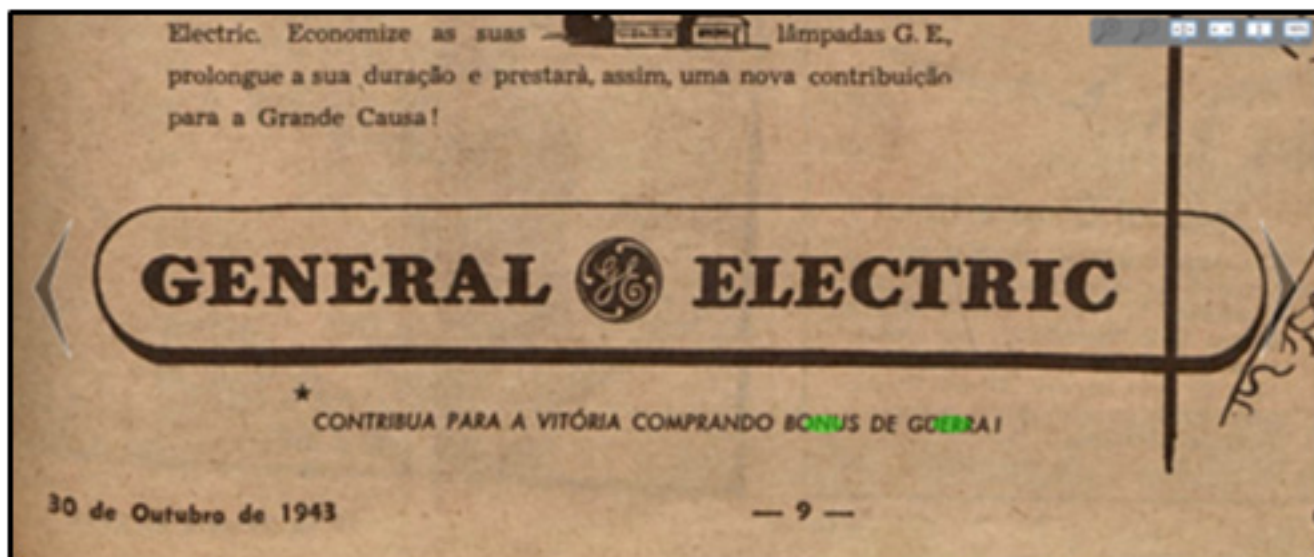 Electric. Economize as suas lâmpadas G. E.,
prolongue a sua duração e prestará, assim, uma nova contribuição
para a Grande Causa!
GENERAL GE ELECTRIC
*
CONTRIBUA PARA A VITÓRIA COMPRANDO BONUS DE GUERRA!
30 de Outubro de 1943
— 9 —